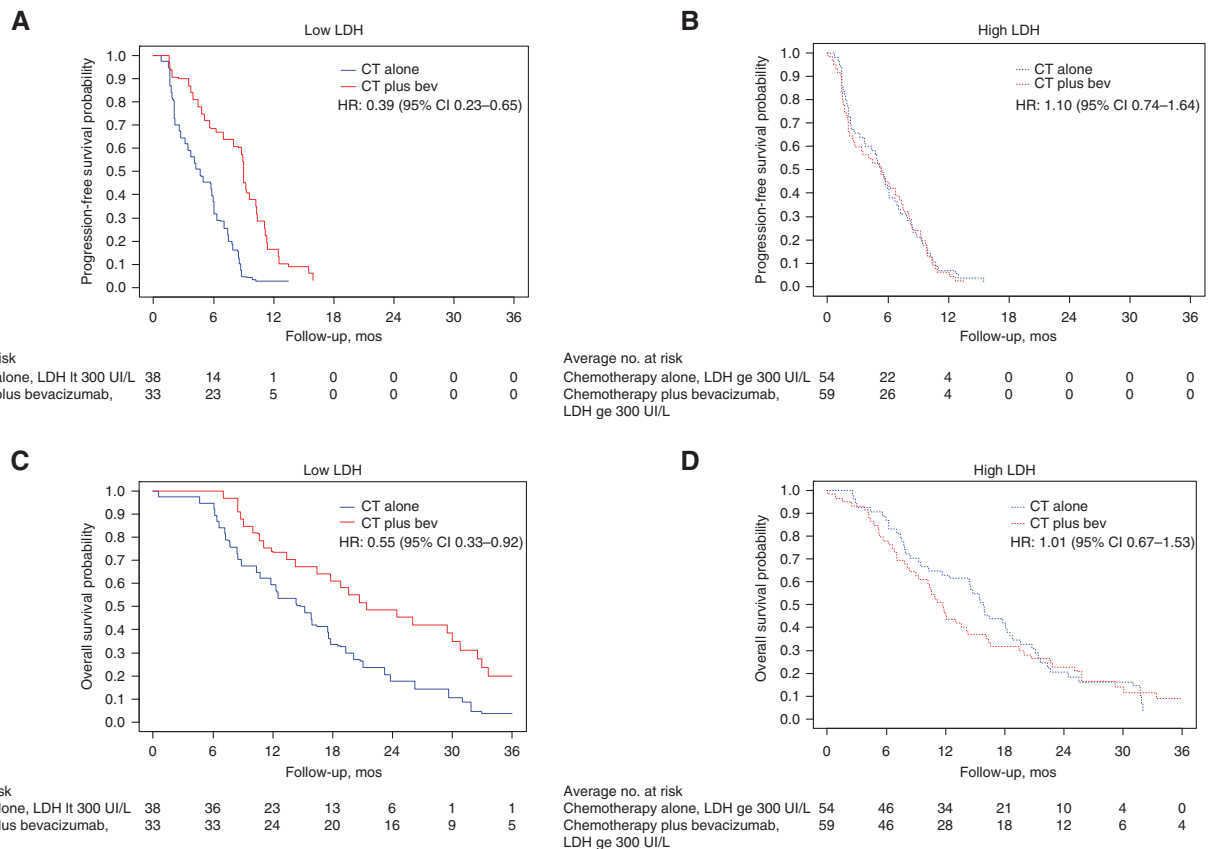 A
Low LDH
Progression-free survival probability
1.0
0.9
0.8
0.7
0.6
0.5
0.4
0.3
0.2
0.1
0.0
CT alone
CT plus bev
HR: 0.39 (95% CI 0.23–0.65)
0 6 12 18 24 30 36
Follow-up, mos
risk
alone, LDH lt 300 UI/L 38 14 1 0 0 0 0
plus bevacizumab, 33 23 5 0 0 0 0
B
High LDH
Progression-free survival probability
1.0
0.9
0.8
0.7
0.6
0.5
0.4
0.3
0.2
0.1
0.0
CT alone
CT plus bev
HR: 1.10 (95% CI 0.74–1.64)
0 6 12 18 24 30 36
Follow-up, mos
Average no. at risk
Chemotherapy alone, LDH ge 300 UI/L 54 22 4 0 0 0 0
Chemotherapy plus bevacizumab, 59 26 4 0 0 0 0
LDH ge 300 UI/L
C
Low LDH
Overall survival probability
1.0
0.9
0.8
0.7
0.6
0.5
0.4
0.3
0.2
0.1
0.0
CT alone
CT plus bev
HR: 0.55 (95% CI 0.33–0.92)
0 6 12 18 24 30 36
Follow-up, mos
risk
lone, LDH lt 300 UI/L 38 36 23 13 6 1 1
lus bevacizumab, 33 33 24 20 16 9 5
D
High LDH
Overall survival probability
1.0
0.9
0.8
0.7
0.6
0.5
0.4
0.3
0.2
0.1
0.0
CT alone
CT plus bev
HR: 1.01 (95% CI 0.67–1.53)
0 6 12 18 24 30 36
Follow-up, mos
Average no. at risk
Chemotherapy alone, LDH ge 300 UI/L 54 46 34 21 10 4 0
Chemotherapy plus bevacizumab, 59 46 28 18 12 6 4
LDH ge 300 UI/L